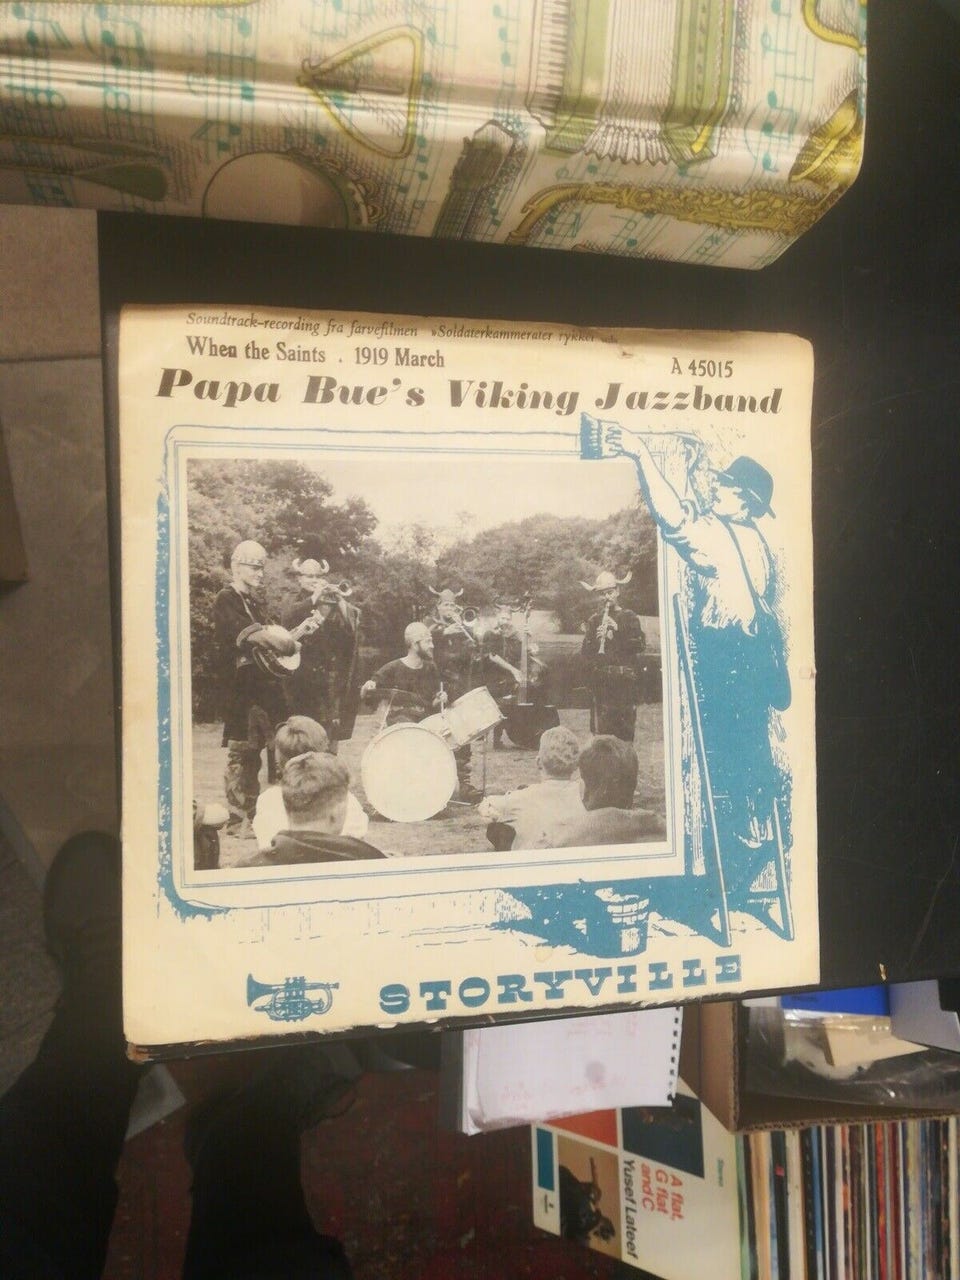 Soundtrack-recording fra farvefilmen »Soldaterkammerater rykker
When the Saints . 1919 March
A 45015
Papa Bue's Viking Jazzband
STORYVILLE
A flat,
G flat
and C
Yusef Lateef